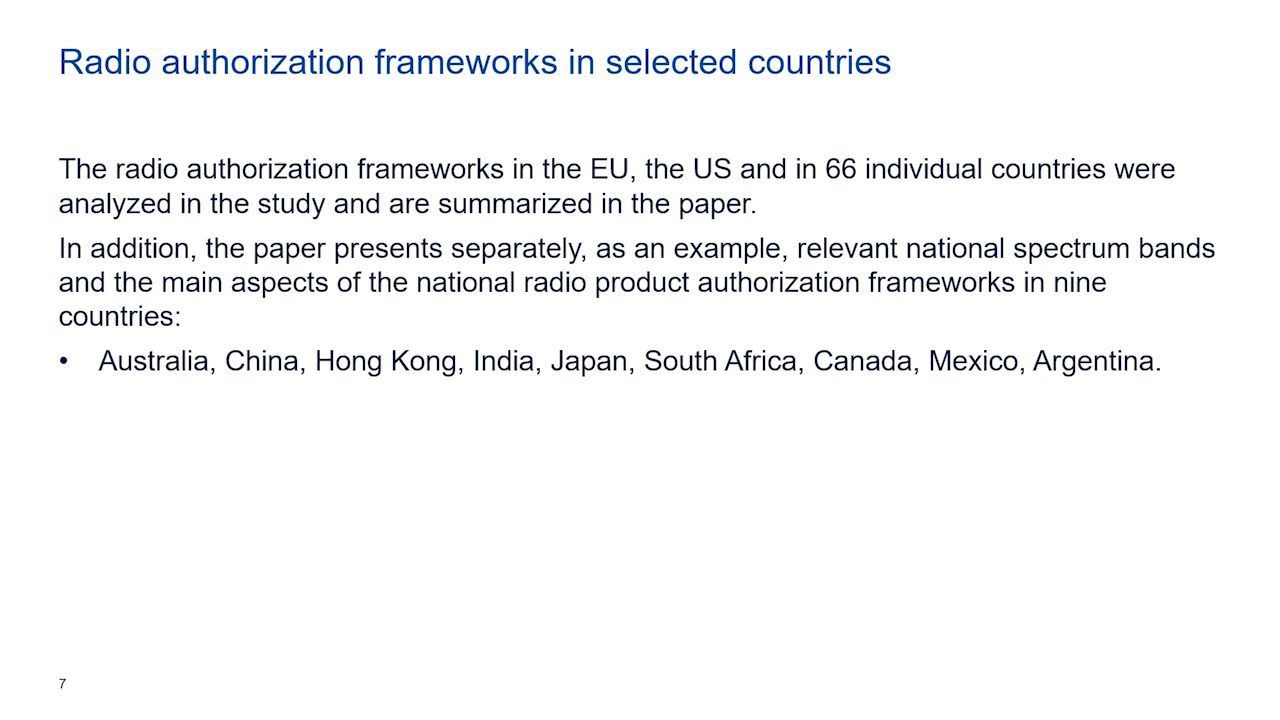 Radio authorization frameworks in selected countries
The radio authorization frameworks in the EU, the US and in 66 individual countries were
analyzed in the study and are summarized in the paper.
In addition, the paper presents separately, as an example, relevant national spectrum bands
and the main aspects of the national radio product authorization frameworks in nine
countries:
• Australia, China, Hong Kong, India, Japan, South Africa, Canada, Mexico, Argentina.
7